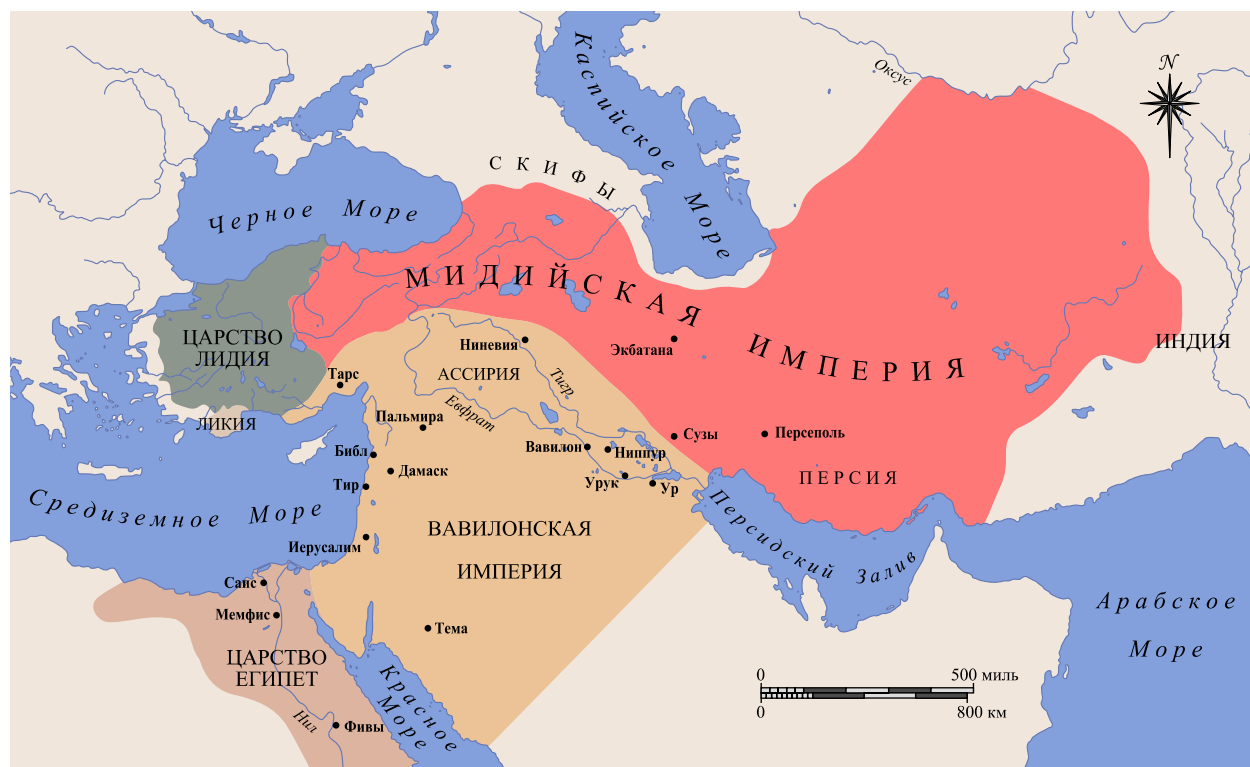 Оксус
N
Каспийское Море
СКИФЫ
Черное Море
МИДИЙСКАЯ ИМПЕРИЯ
ЦАРСТВО
ЛИДИЯ
Ниневия
Экбатана
ИНДИЯ
Тарс
АССИРИЯ
Тигр
Евфрат
ЛИКИЯ
Пальмира
Библ
Дамаск
Вавилон
Ниппур
Сузы
Персеполь
Тир
Урук
Ур
ПЕРСИЯ
Средиземное Море
ВАВИЛОНСКАЯ
ИМПЕРИЯ
Персидский Залив
Иерусалим
Саис
Мемфис
Тема
Арабское
Море
ЦАРСТВО
ЕГИПЕТ
Красное
Море
Нил
Фивы
0 500 миль
0 800 км